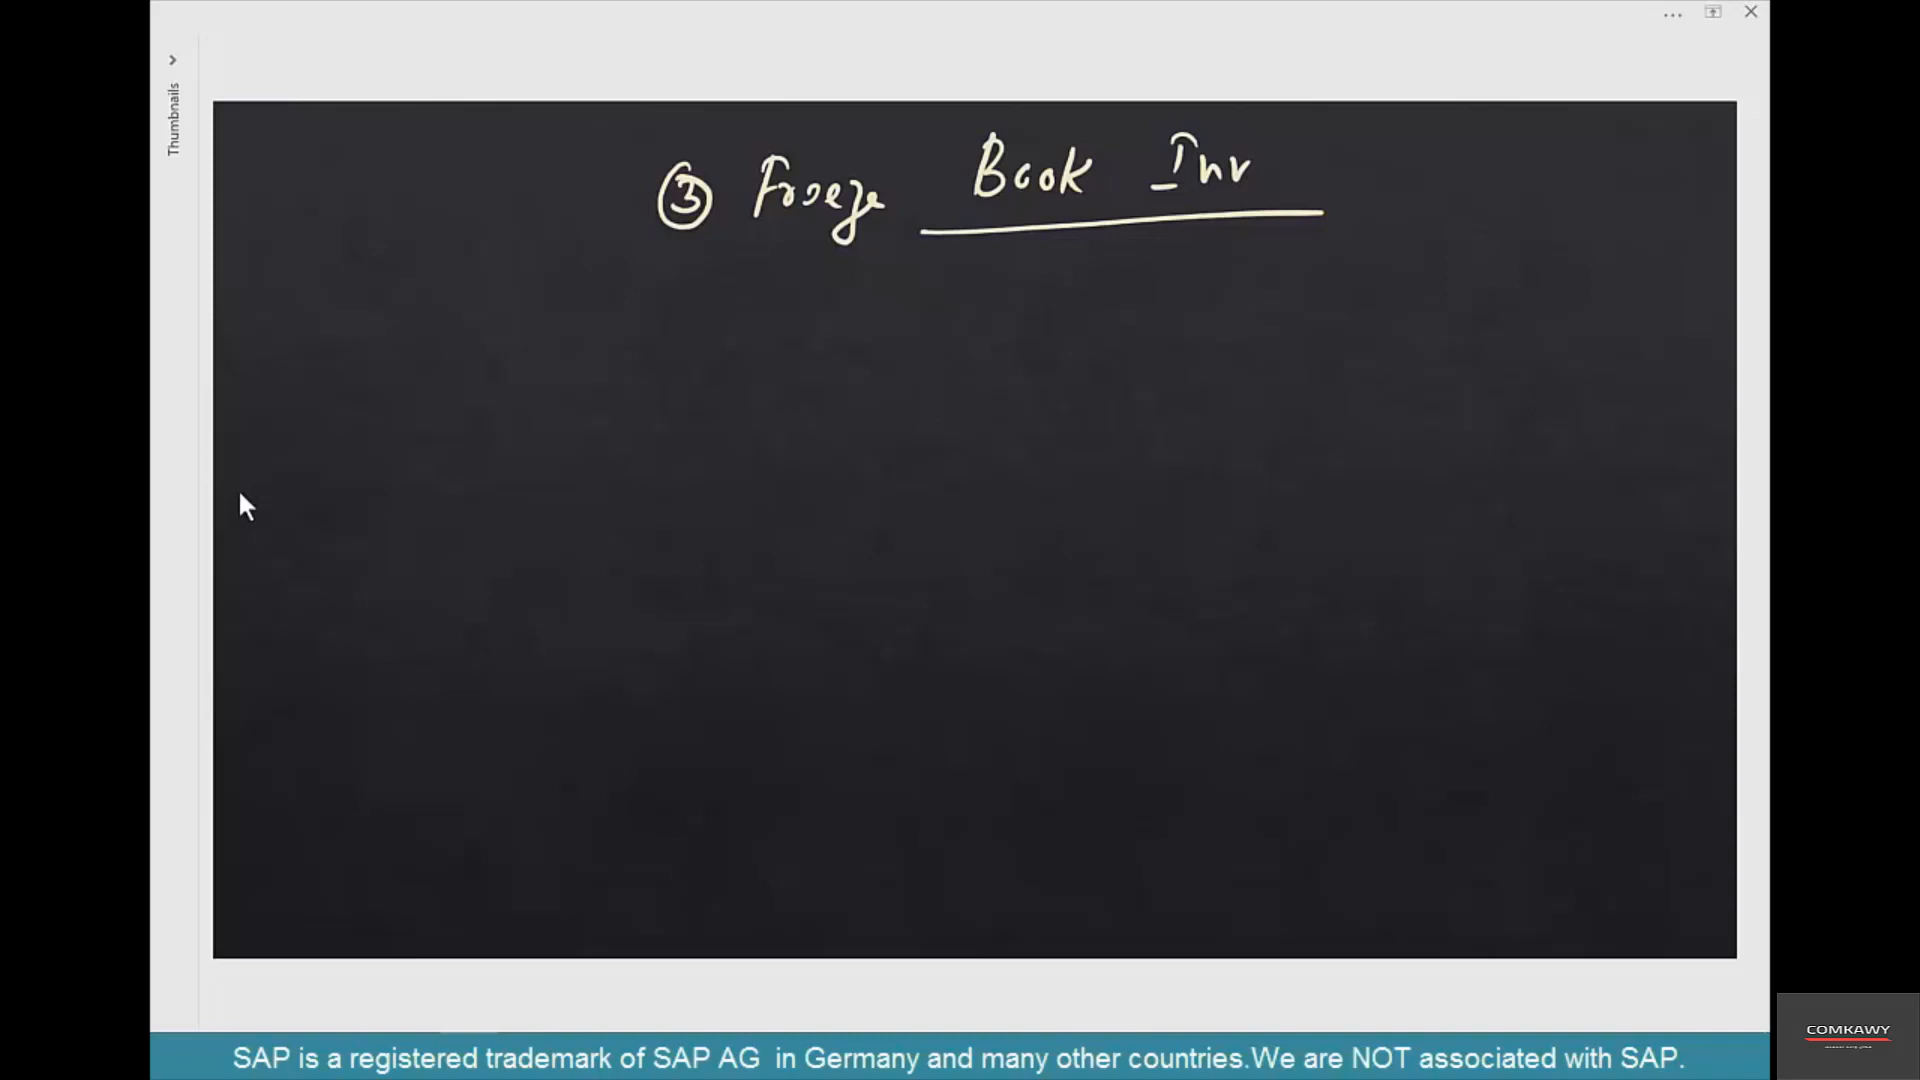 Thumbnails
③ Freeze Book Inv
SAP is a registered trademark of SAP AG in Germany and many other countries.We are NOT associated with SAP.
COMKAWY